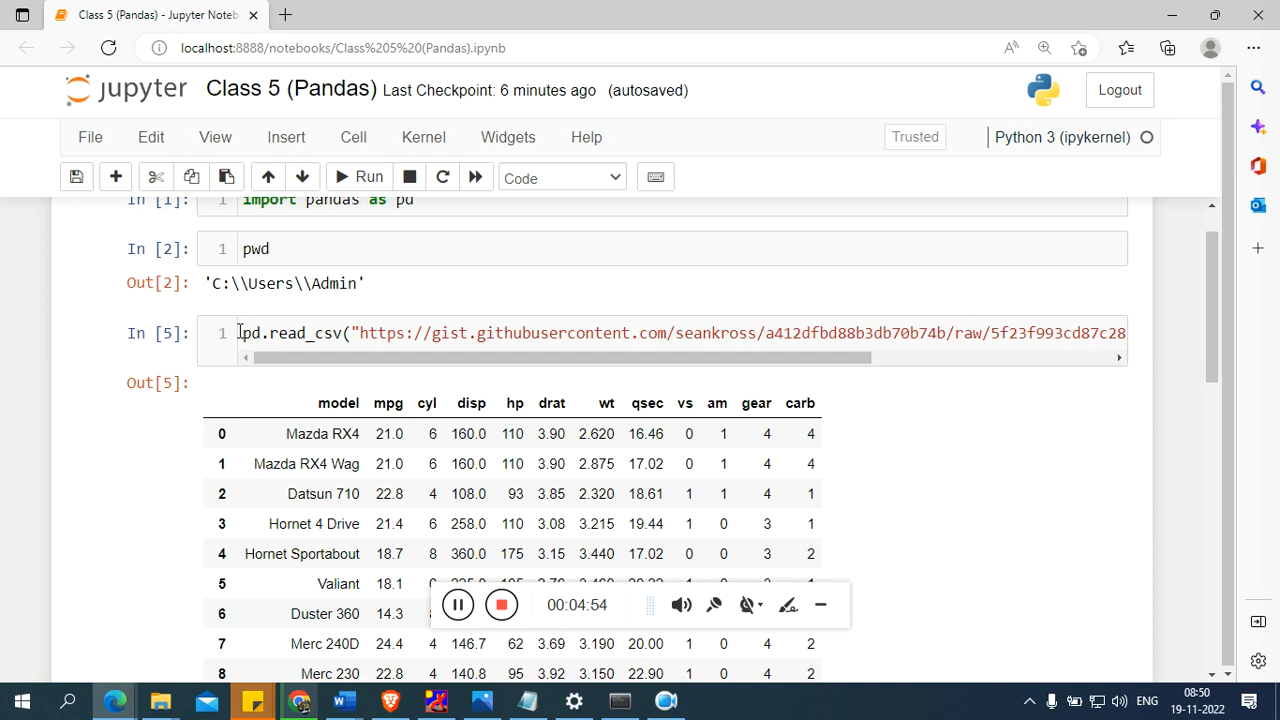 Class 5 (Pandas) - Jupyter Noteb
localhost:8888/notebooks/Class%205%20(Pandas).ipynb
jupyter Class 5 (Pandas) Last Checkpoint: 6 minutes ago (autosaved)
Logout
File Edit View Insert Cell Kernel Widgets Help
Trusted Python 3 (ipykernel)
Run Code
In [1]: 1 import pandas as pd
In [2]: 1 pwd
Out[2]: 'C:\\Users\\Admin'
In [5]: 1 pd.read_csv("https://gist.githubusercontent.com/seankross/a412dfbd88b3db70b74b/raw/5f23f993cd87c28
Out[5]:
model mpg cyl disp hp drat wt qsec vs am gear carb
0 Mazda RX4 21.0 6 160.0 110 3.90 2.620 16.46 0 1 4 4
1 Mazda RX4 Wag 21.0 6 160.0 110 3.90 2.875 17.02 0 1 4 4
2 Datsun 710 22.8 4 108.0 93 3.85 2.320 18.61 1 1 4 1
3 Hornet 4 Drive 21.4 6 258.0 110 3.08 3.215 19.44 1 0 3 1
4 Hornet Sportabout 18.7 8 360.0 175 3.15 3.440 17.02 0 0 3 2
5 Valiant 18.1
6 Duster 360 14.3
00:04:54
7 Merc 240D 24.4 4 146.7 62 3.69 3.190 20.00 1 0 4 2
8 Merc 230 22.8 4 140.8 95 3.92 3.150 22.90 1 0 4 2
ENG
08:50
19-11-2022